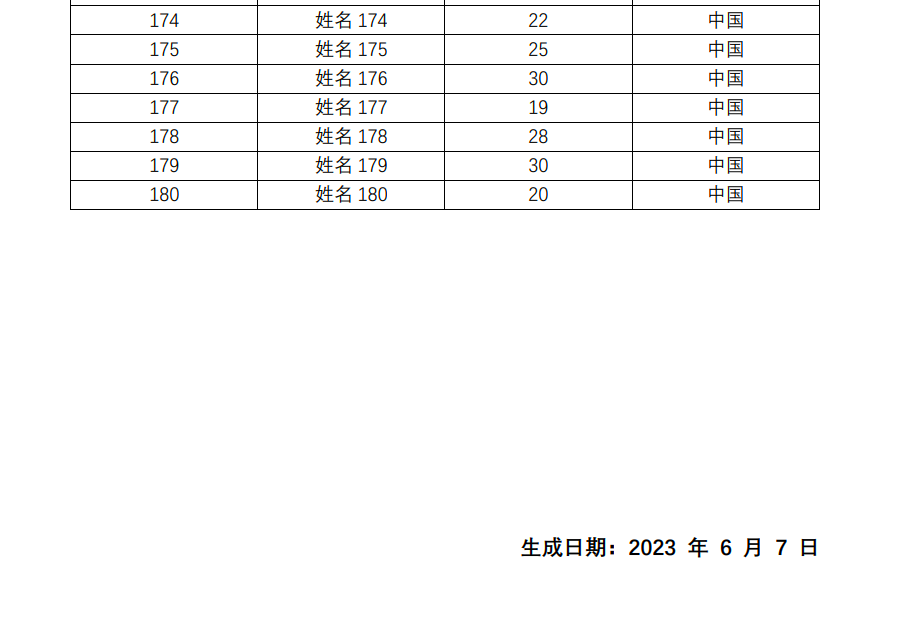 174 姓名 174 22 中国
175 姓名 175 25 中国
176 姓名 176 30 中国
177 姓名 177 19 中国
178 姓名 178 28 中国
179 姓名 179 30 中国
180 姓名 180 20 中国
生成日期：2023 年 6 月 7 日